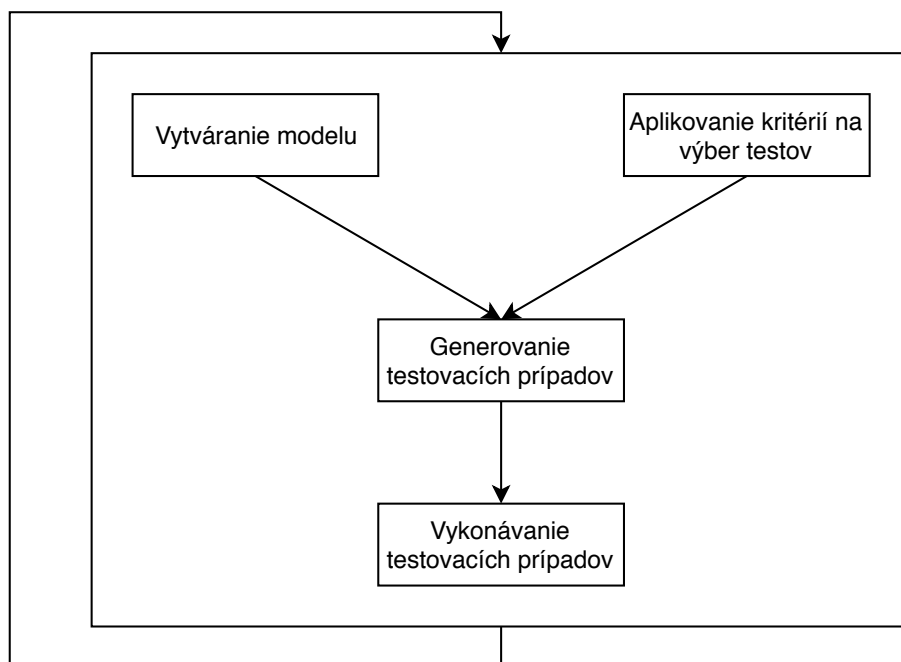 Vytváranie modelu
Aplikovanie kritérií na
výber testov
Generovanie
testovacích prípadov
Vykonávanie
testovacích prípadov